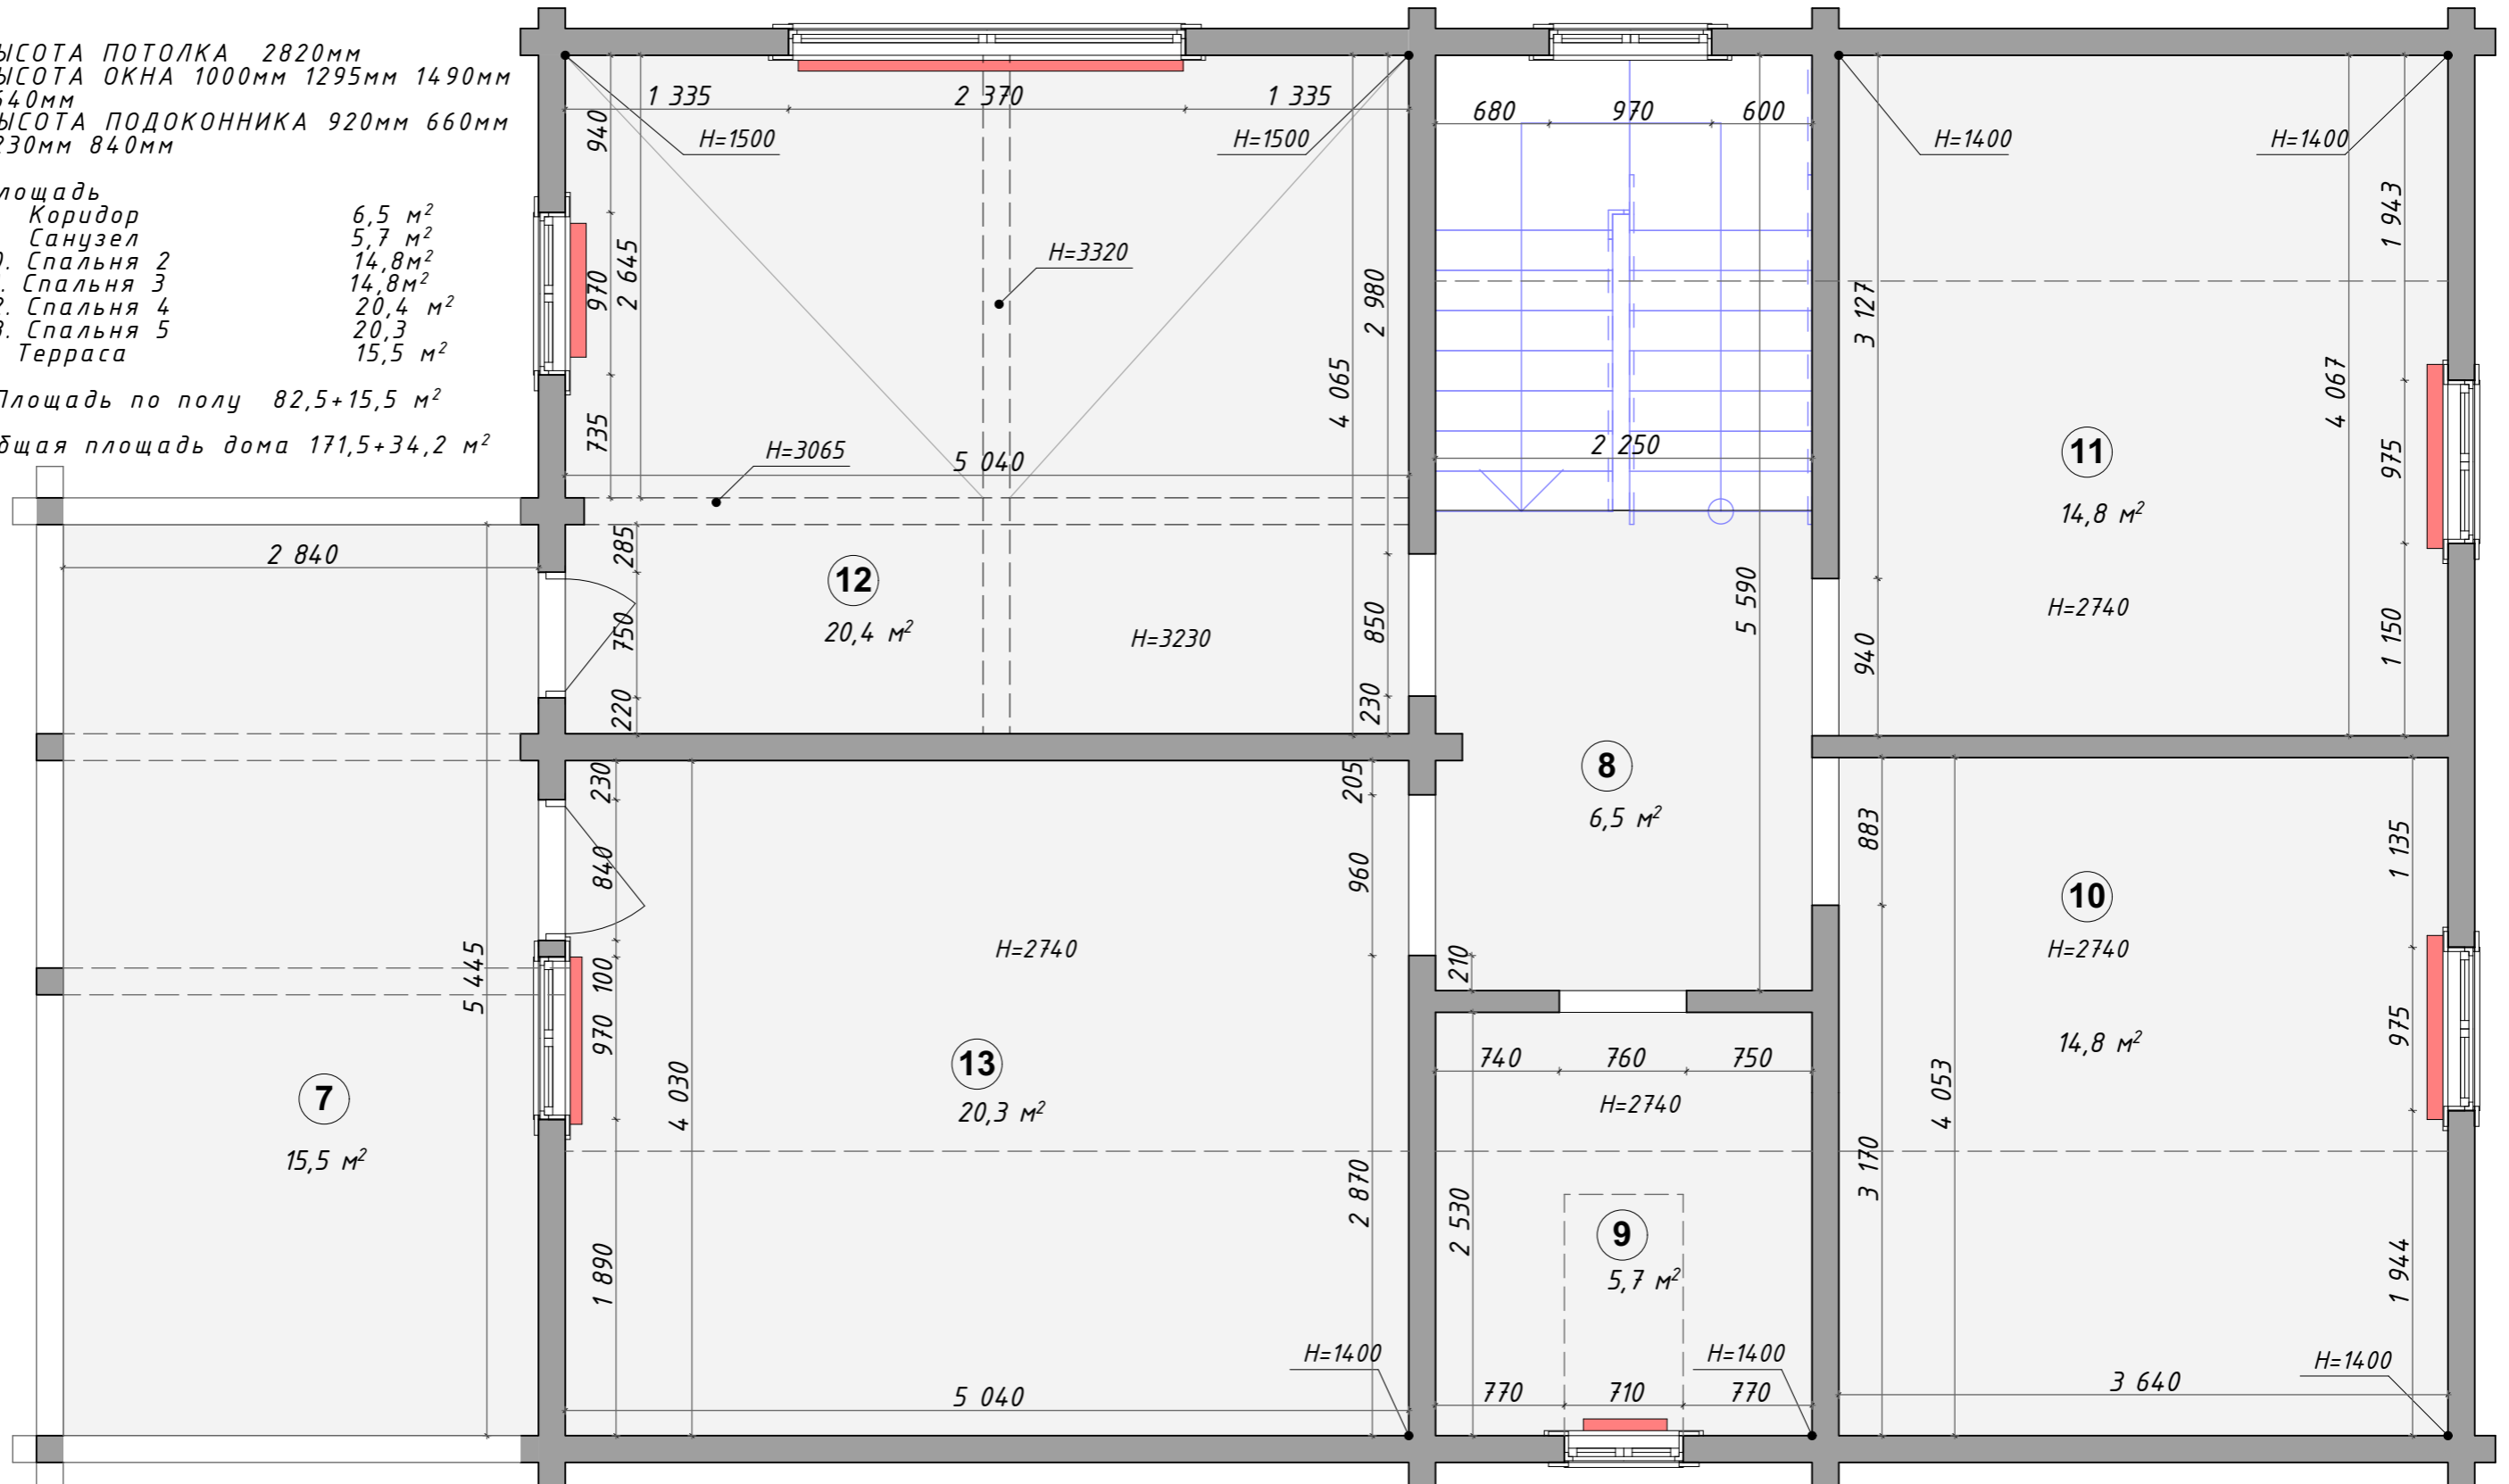 ЫСОТА ПОТОЛКА 2820мм
ЫСОТА ОКНА 1000мм 1295мм 1490мм
640мм
ЫСОТА ПОДОКОННИКА 920мм 660мм
230мм 840мм
лощадь
Коридор 6,5 м²
Санузел 5,7 м²
0. Спальня 2 14,8м²
. Спальня 3 14,8м²
2. Спальня 4 20,4 м²
3. Спальня 5 20,3
Терраса 15,5 м²
Площадь по полу 82,5+15,5 м²
бщая площадь дома 171,5+34,2 м²
1 335
2 370
1 335
H=1500
H=1500
940
970
735
2 645
H=3320
2 980
4 065
H=3065
5 040
285
750
220
12
20,4 м²
H=3230
850
230
680
970
600
2 250
5 590
8
6,5 м²
210
H=1400
H=1400
1 943
3 127
4 067
975
1 150
940
11
14,8 м²
H=2740
2 840
5 445
7
15,5 м²
230
840
100
970
1 890
4 030
205
960
2 870
H=2740
13
20,3 м²
H=1400
5 040
740
760
750
H=2740
2 530
9
5,7 м²
H=1400
770
710
770
883
3 170
4 053
10
H=2740
14,8 м²
1 135
975
1 944
H=1400
3 640